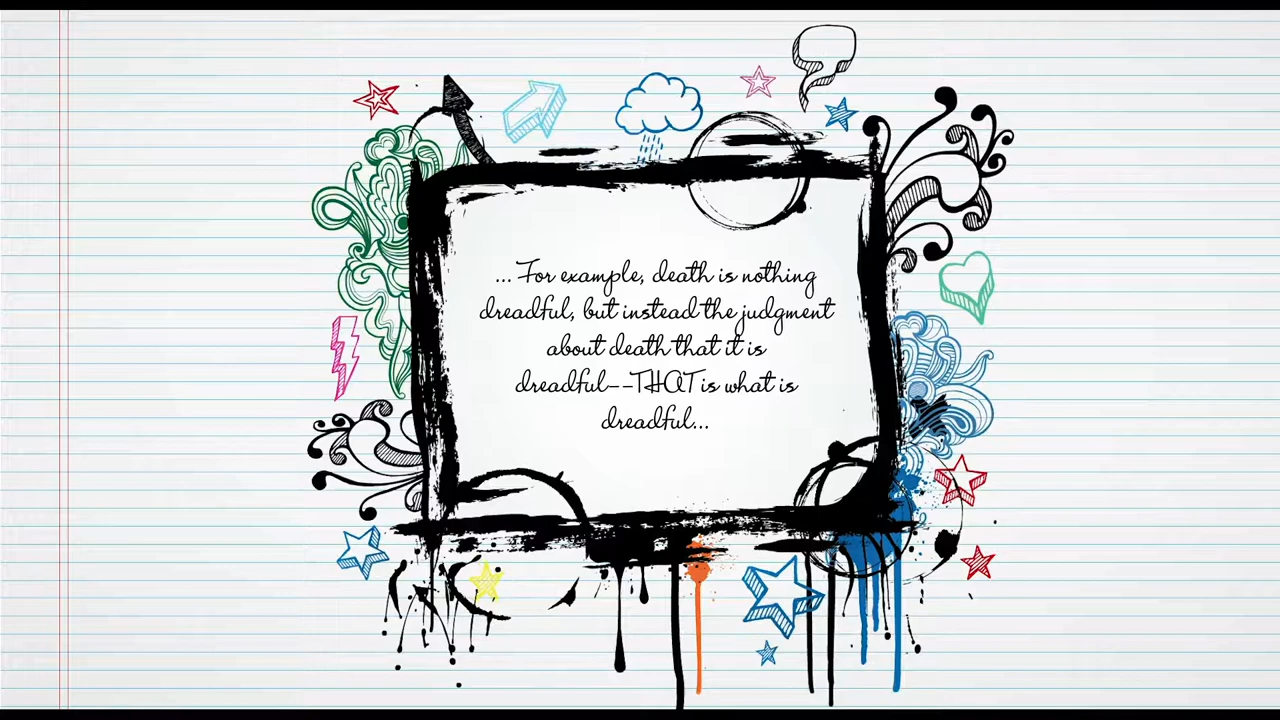 ... For example, death is nothing
dreadful, but instead the judgment
about death that it is
dreadful--THAT is what is
dreadful...